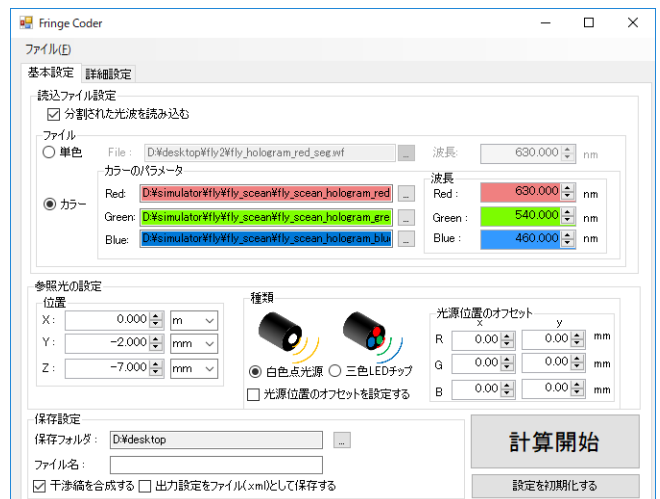 Fringe Coder
ファイル(F)
基本設定 詳細設定
読込ファイル設定
分割された光波を読み込む
ファイル
単色 File : D:¥desktop¥fly2¥fly_hologram_red_seg.wf ... 波長: 630.000 nm
カラーのパラメータ 波長
カラー
Red: D:¥simulator¥fly¥fly_scean¥fly_scean_hologram_red ... Red : 630.000 nm
Green: D:¥simulator¥fly¥fly_scean¥fly_scean_hologram_gre ... Green : 540.000 nm
Blue: D:¥simulator¥fly¥fly_scean¥fly_scean_hologram_blu ... Blue : 460.000 nm
参照光の設定
位置 種類 光源位置のオフセット
x y
X : 0.000 m
Y : -2.000 mm
Z : -7.000 mm
白色点光源 三色LEDチップ
光源位置のオフセットを設定する
R 0.00 0.00 mm
G 0.00 0.00 mm
B 0.00 0.00 mm
保存設定
保存フォルダ : D:¥desktop ...
ファイル名 :
干渉縞を合成する 出力設定をファイル(.xml)として保存する
計算開始
設定を初期化する